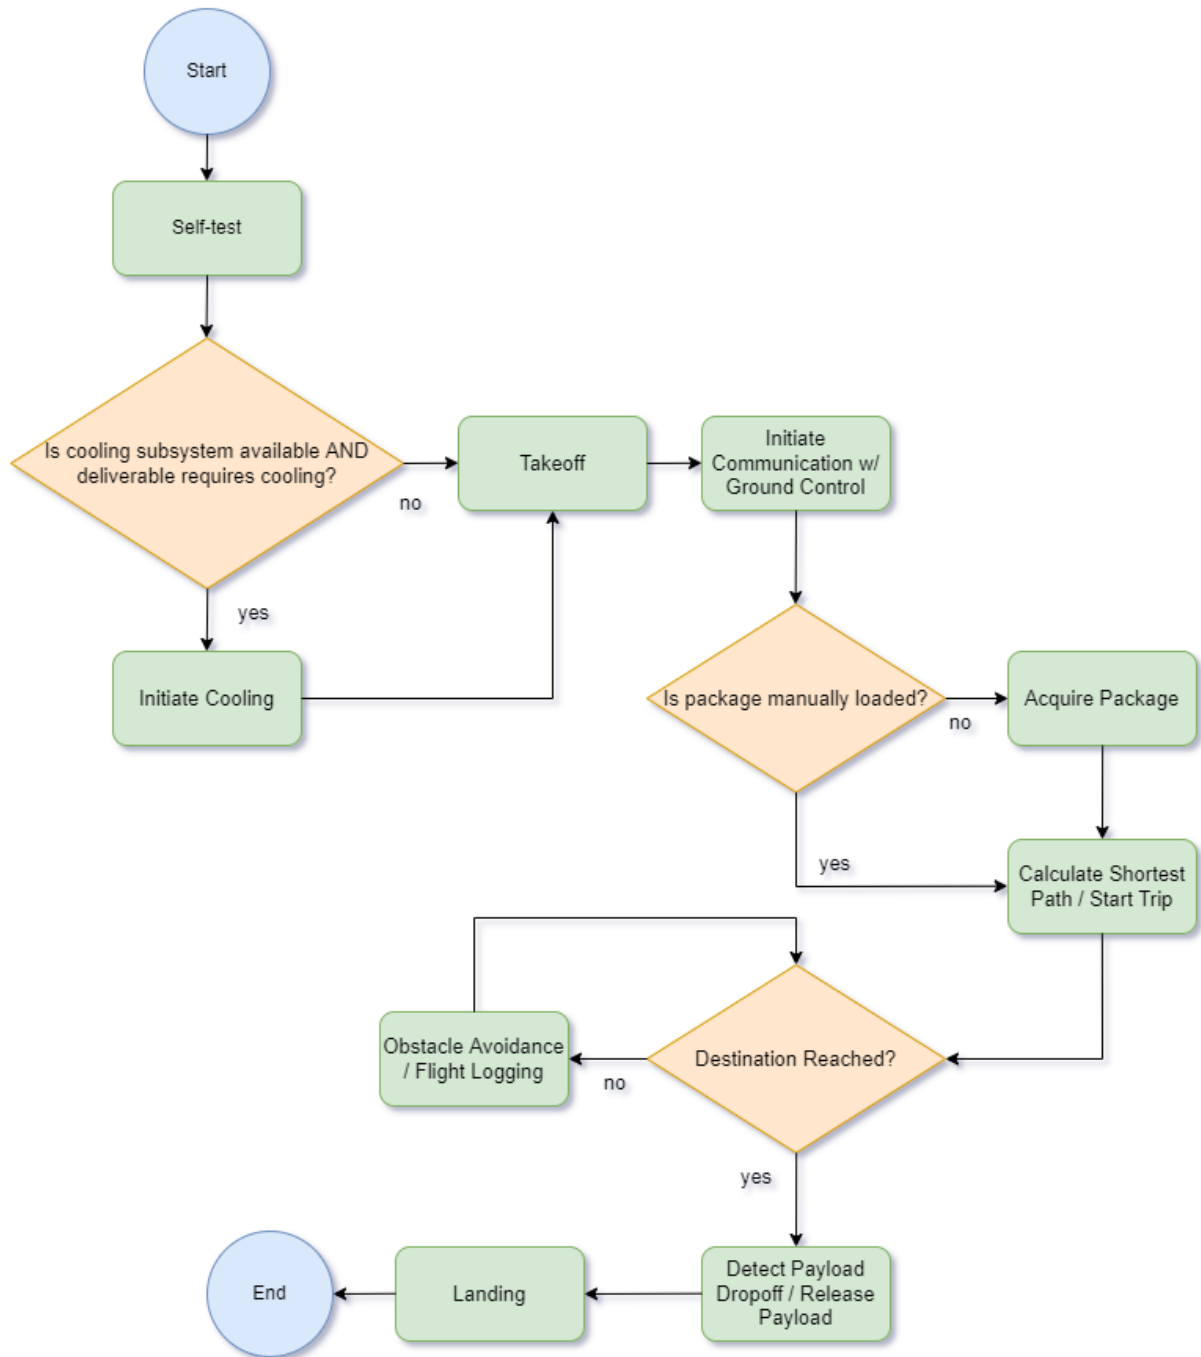 Start
Self-test
Is cooling subsystem available AND
deliverable requires cooling?
no
yes
Initiate Cooling
Takeoff
Initiate
Communication w/
Ground Control
Is package manually loaded?
no
yes
Acquire Package
Calculate Shortest
Path / Start Trip
Destination Reached?
no
Obstacle Avoidance
/ Flight Logging
yes
Detect Payload
Dropoff / Release
Payload
Landing
End